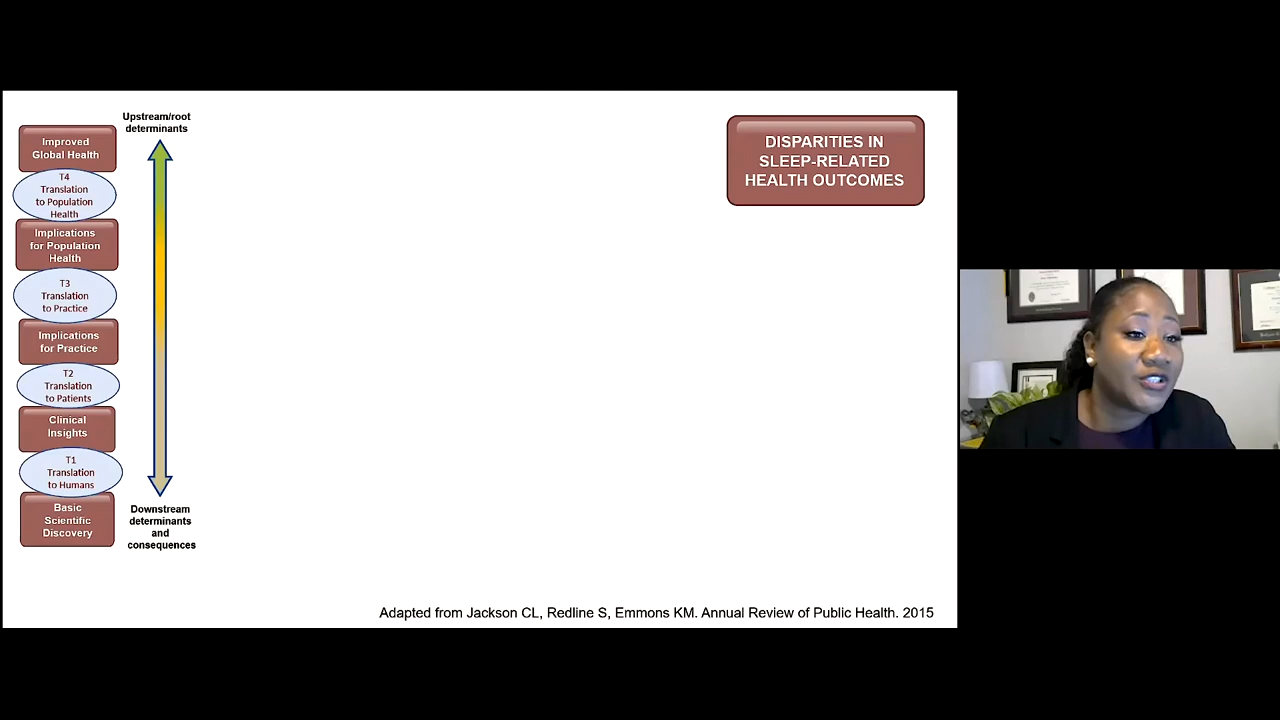 Upstream/root
determinants
Improved
Global Health
T4
Translation
to Population
Health
Implications
for Population
Health
T3
Translation
to Practice
Implications
for Practice
T2
Translation
to Patients
Clinical
Insights
T1
Translation
to Humans
Basic
Scientific
Discovery
Downstream
determinants
and
consequences
DISPARITIES IN
SLEEP-RELATED
HEALTH OUTCOMES
Adapted from Jackson CL, Redline S, Emmons KM. Annual Review of Public Health. 2015